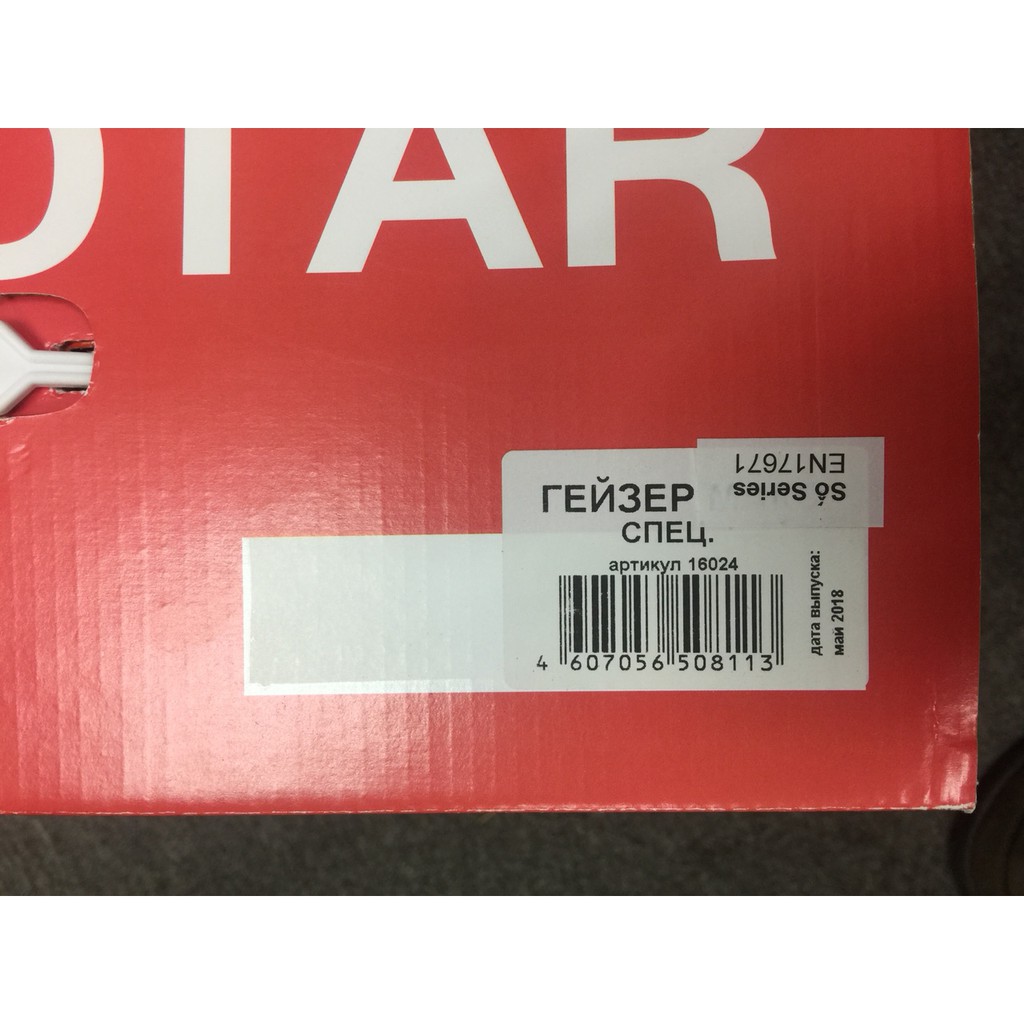 OTAR
EN17671
Số Series
ГЕЙЗЕР
СПЕЦ.
артикул 16024
4 607056 508113
дата выпуска:
май 2018